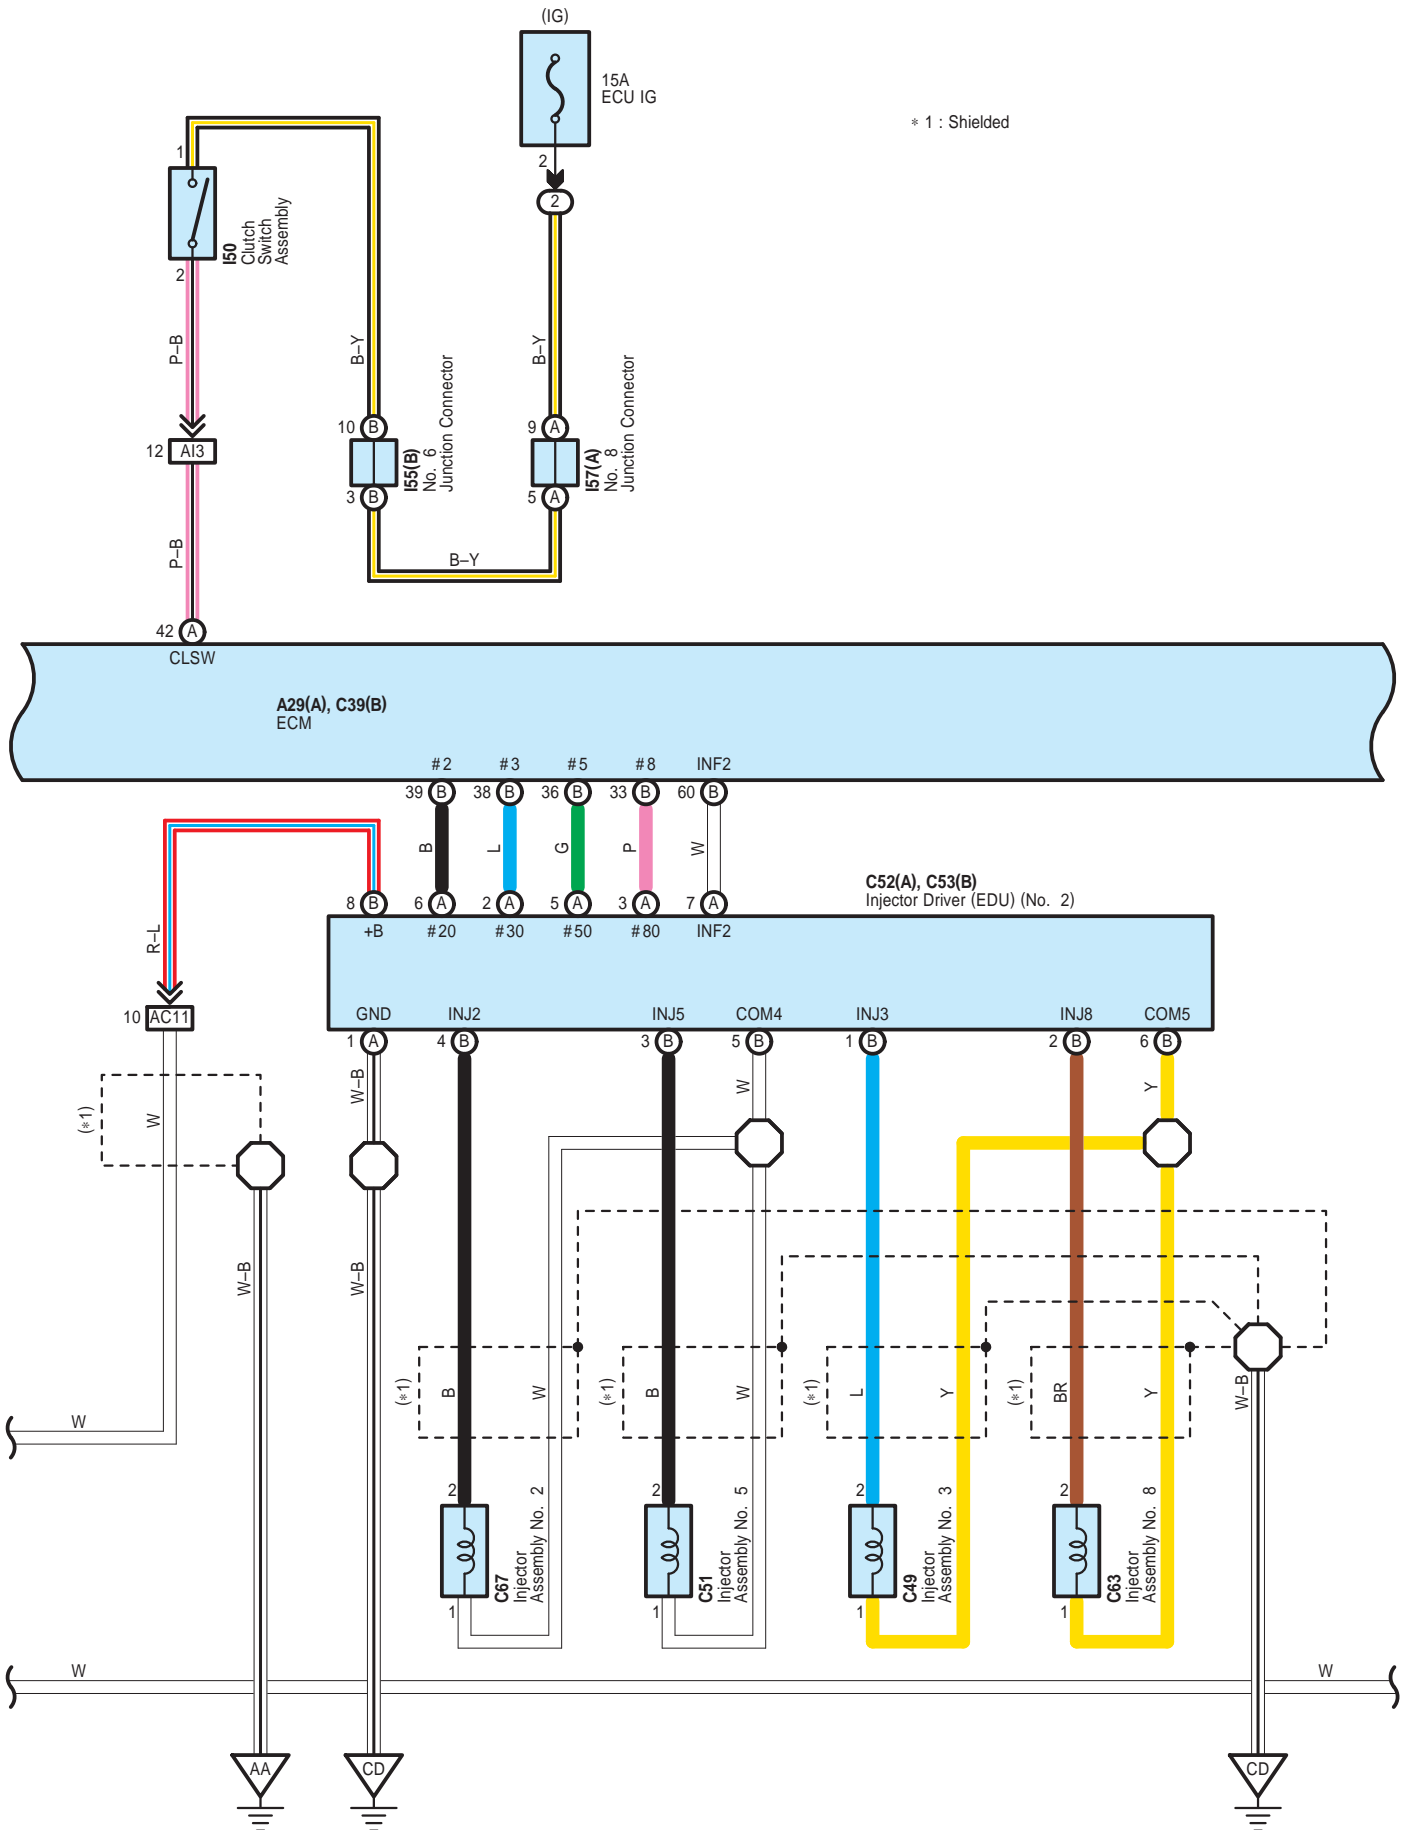 (IG)
15A
ECU IG
* 1 : Shielded
2
2
1
2
I50
Clutch
Switch
Assembly
P–B
B–Y
B–Y
10 B
I55(B)
No. 6
Junction Connector
3 B
9 A
I57(A)
No. 8
Junction Connector
5 A
12 AI3
P–B
B–Y
42 A
CLSW
A29(A), C39(B)
ECM
#2 #3 #5 #8 INF2
39 B 38 B 36 B 33 B 60 B
B L G P W
C52(A), C53(B)
Injector Driver (EDU) (No. 2)
8 B 6 A 2 A 5 A 3 A 7 A
+B #20 #30 #50 #80 INF2
R–L
10 AC11
GND INJ2 INJ5 COM4 INJ3 INJ8 COM5
1 A 4 B 3 B 5 B 1 B 2 B 6 B
W–B W Y
(*1) W
W–B W–B
(*1) B W (*1) B W (*1) L Y (*1) BR Y W–B
W
2 2 2 2
C67
Injector
Assembly No. 2
C51
Injector
Assembly No. 5
C49
Injector
Assembly No. 3
C63
Injector
Assembly No. 8
1 1 1 1
W W
AA CD CD